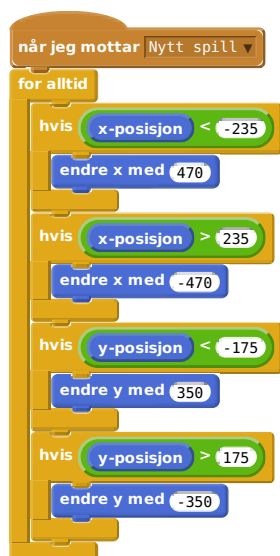 når jeg mottar Nytt spill
for alltid
hvis x-posisjon < -235
endre x med 470
hvis x-posisjon > 235
endre x med -470
hvis y-posisjon < -175
endre y med 350
hvis y-posisjon > 175
endre y med -350